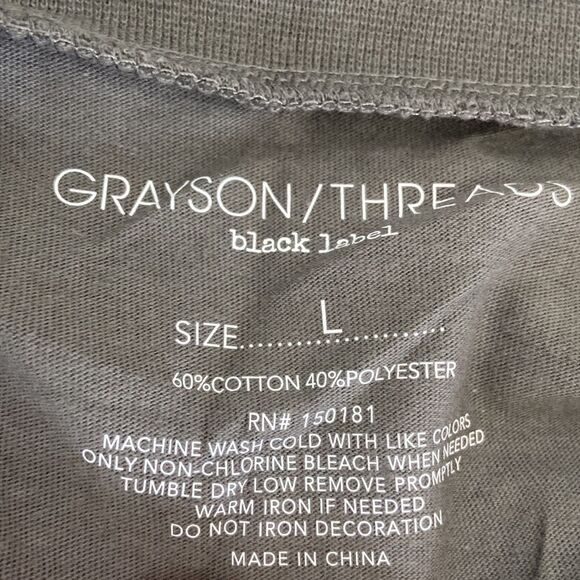 GRAYSON/THREADS
black label
SIZE....................L
60%COTTON 40%POLYESTER
RN# 150181
MACHINE WASH COLD WITH LIKE COLORS
ONLY NON-CHLORINE BLEACH WHEN NEEDED
TUMBLE DRY LOW REMOVE PROMPTLY
WARM IRON IF NEEDED
DO NOT IRON DECORATION
MADE IN CHINA